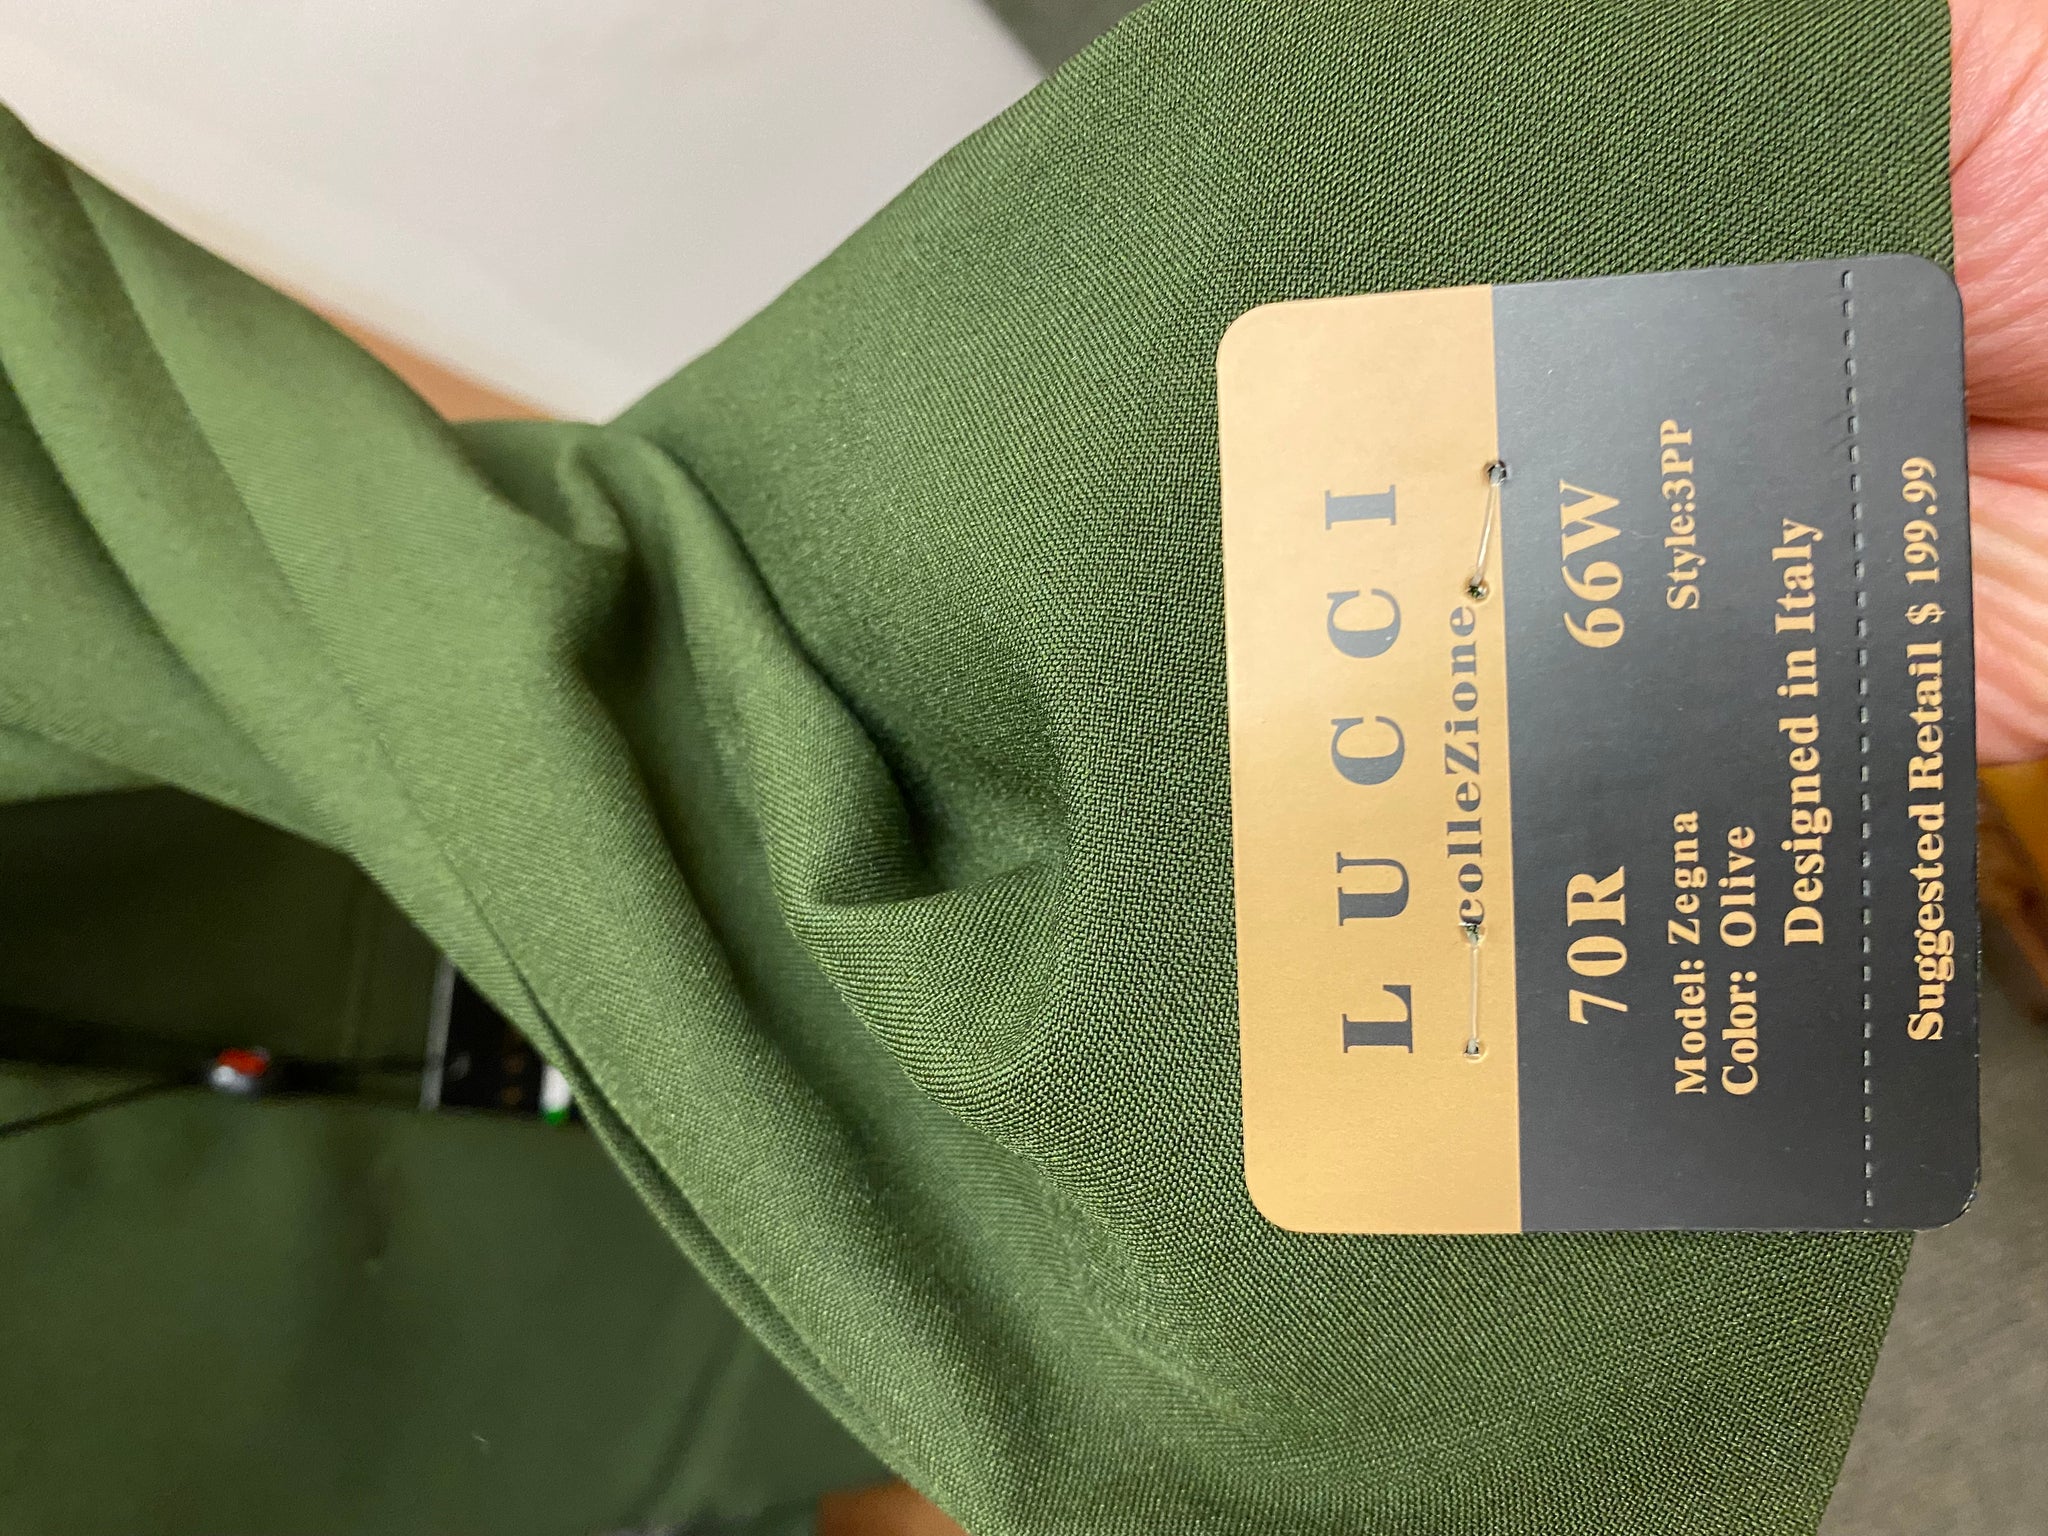 LUCCI
colleZione
70R 66W
Model: Zegna Style:3PP
Color: Olive
Designed in Italy
Suggested Retail $ 199.99